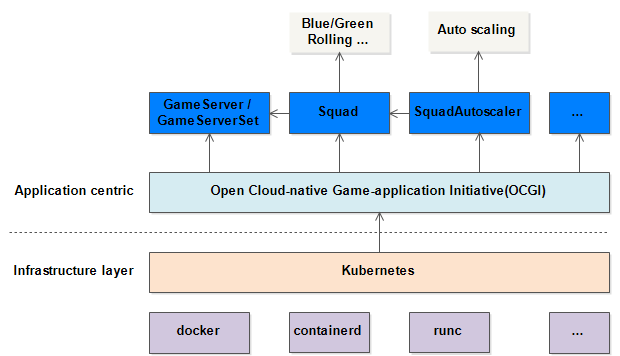 Blue/Green
Rolling ...
Auto scaling
GameServer /
GameServerSet
Squad
SquadAutoscaler
...
Application centric
Open Cloud-native Game-application Initiative(OCGI)
Infrastructure layer
Kubernetes
docker
containerd
runc
...